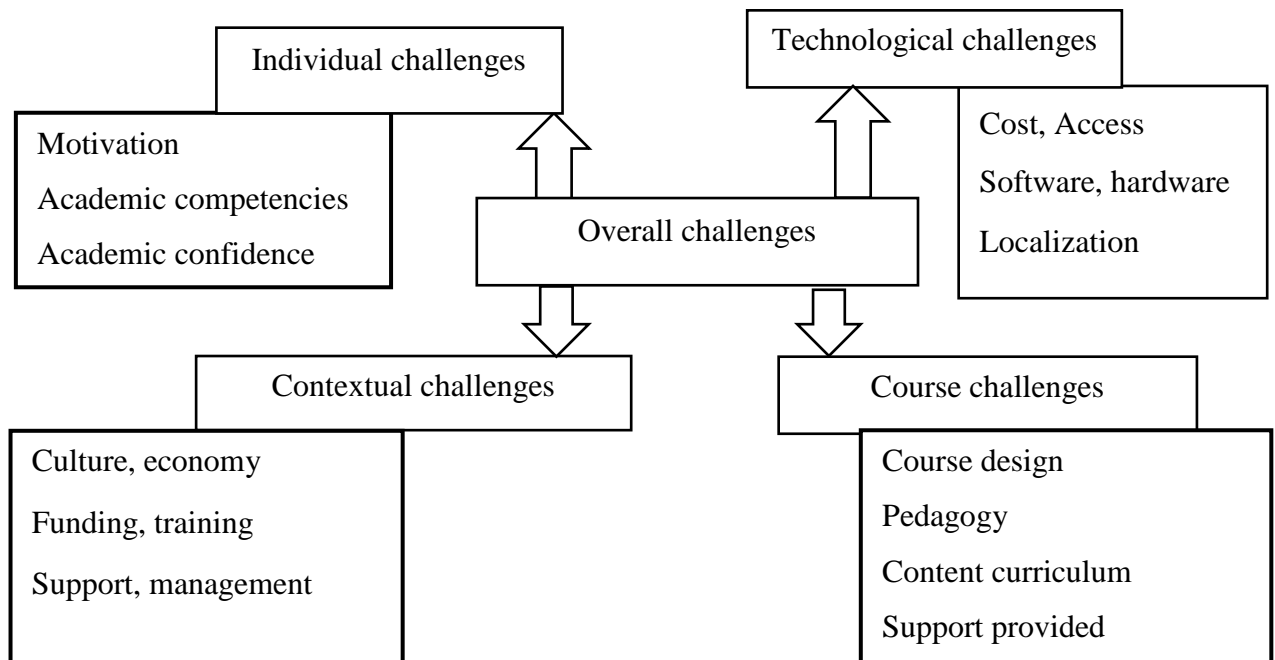 Individual challenges
Motivation
Academic competencies
Academic confidence
Technological challenges
Cost, Access
Software, hardware
Localization
Overall challenges
Contextual challenges
Culture, economy
Funding, training
Support, management
Course challenges
Course design
Pedagogy
Content curriculum
Support provided